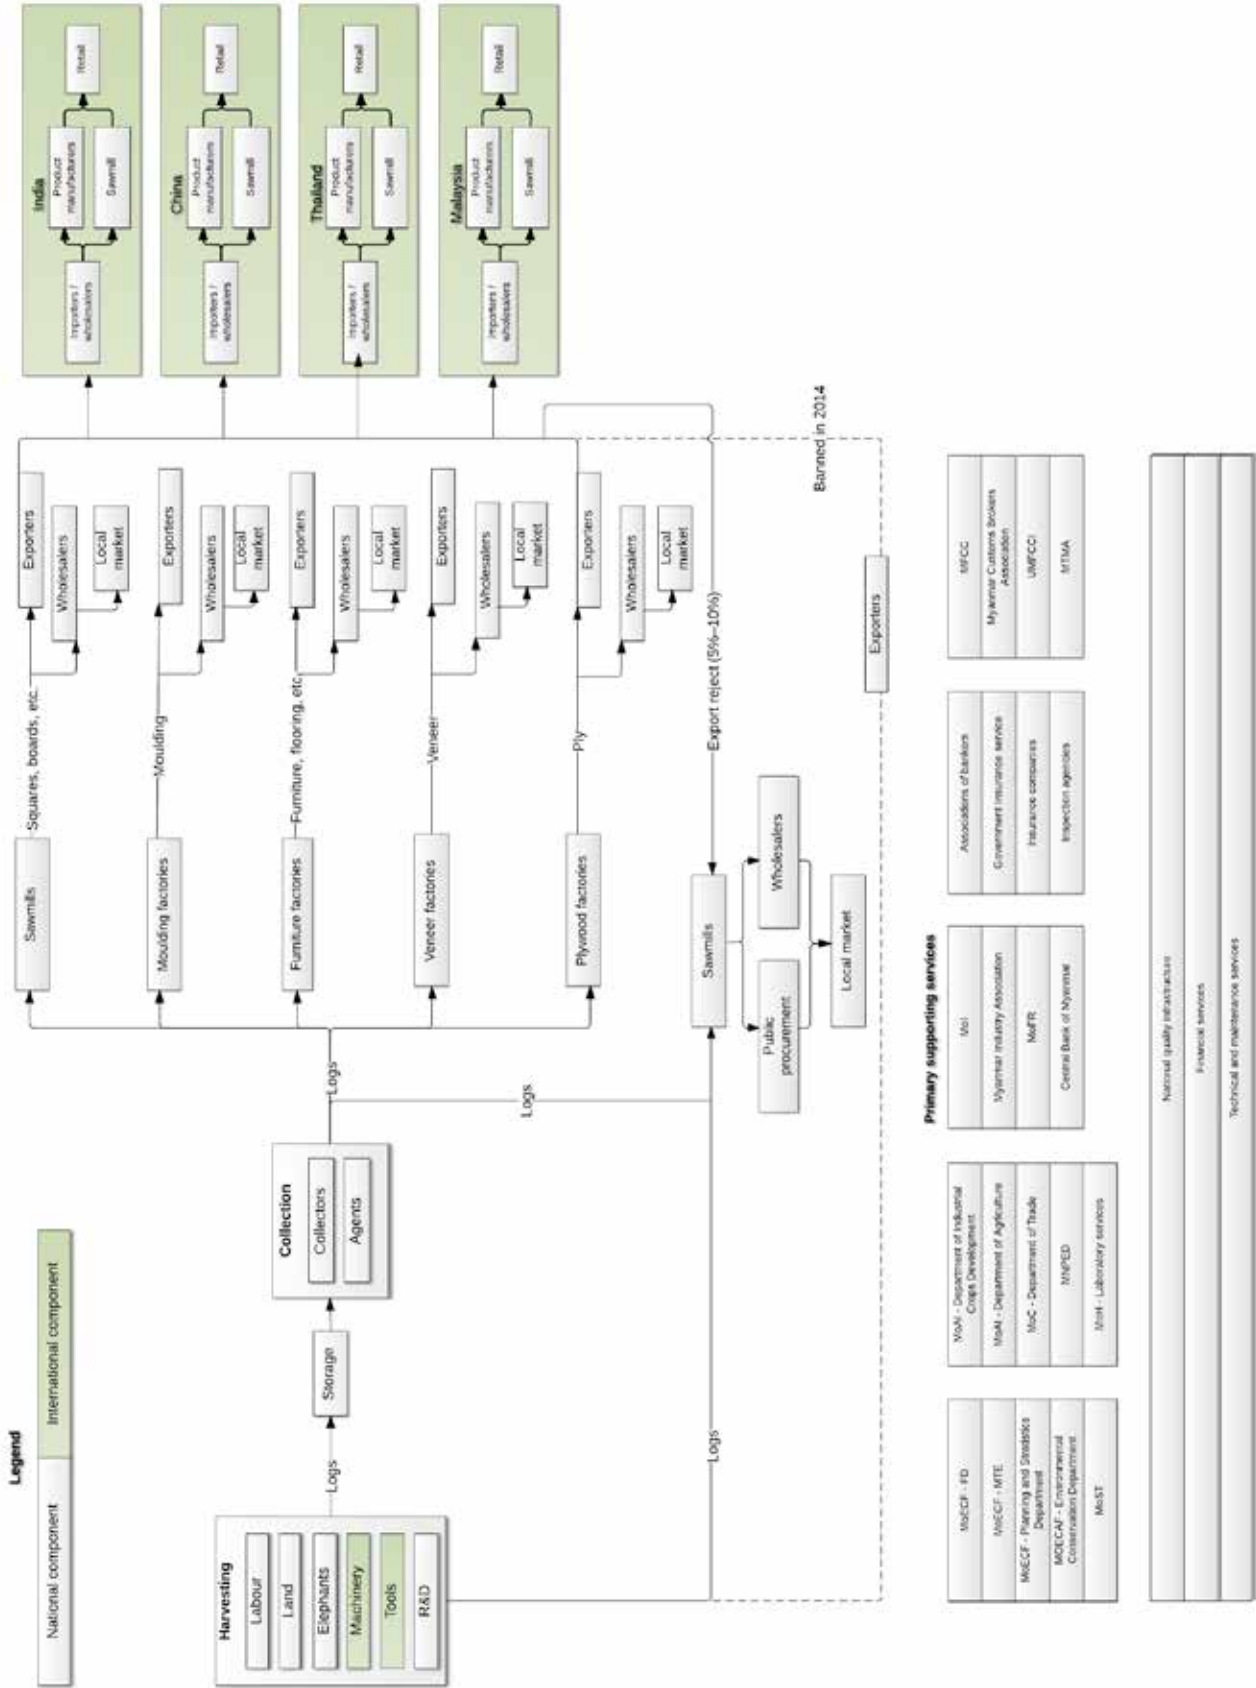 Legend
National component
International component
Harvesting
Labour
Land
Elephants
Machinery
Tools
R&D
Logs
Storage
Collection
Collectors
Agents
Logs
Logs
Logs
Sawmills
Squares, boards, etc.
Exporters
Wholesalers
Local
market
Moulding factories
Moulding
Exporters
Wholesalers
Local
market
Furniture factories
Furniture, flooring, etc.
Exporters
Wholesalers
Local
market
Veneer factories
Veneer
Exporters
Wholesalers
Local
market
Plywood factories
Ply
Exporters
Wholesalers
Local
market
Sawmills
Export reject (5%–10%)
Public
procurement
Wholesalers
Local market
Exporters
Banned in 2014
India
Importers /
wholesalers
Product
manufacturers
Sawmill
Retail
China
Importers /
wholesalers
Product
manufacturers
Sawmill
Retail
Thailand
Importers /
wholesalers
Product
manufacturers
Sawmill
Retail
Malaysia
Importers /
wholesalers
Product
manufacturers
Sawmill
Retail
Primary supporting services
MoECF - FD
MoECF - MTE
MoECF - Planning and Statistics
Department
MOECAF - Environmental
Conservation Department
MoST
MoAI - Department of Industrial
Crops Development
MoAI - Department of Agriculture
MoC - Department of Trade
MNPED
MoH - Laboratory services
MoI
Myanmar Industry Association
MoFR
Central Bank of Myanmar
Associations of bankers
Government insurance service
Insurance companies
Inspection agencies
MFCC
Myanmar Customs Brokers
Association
UMFCCI
MTMA
National quality infrastructure
Financial services
Technical and maintenance services